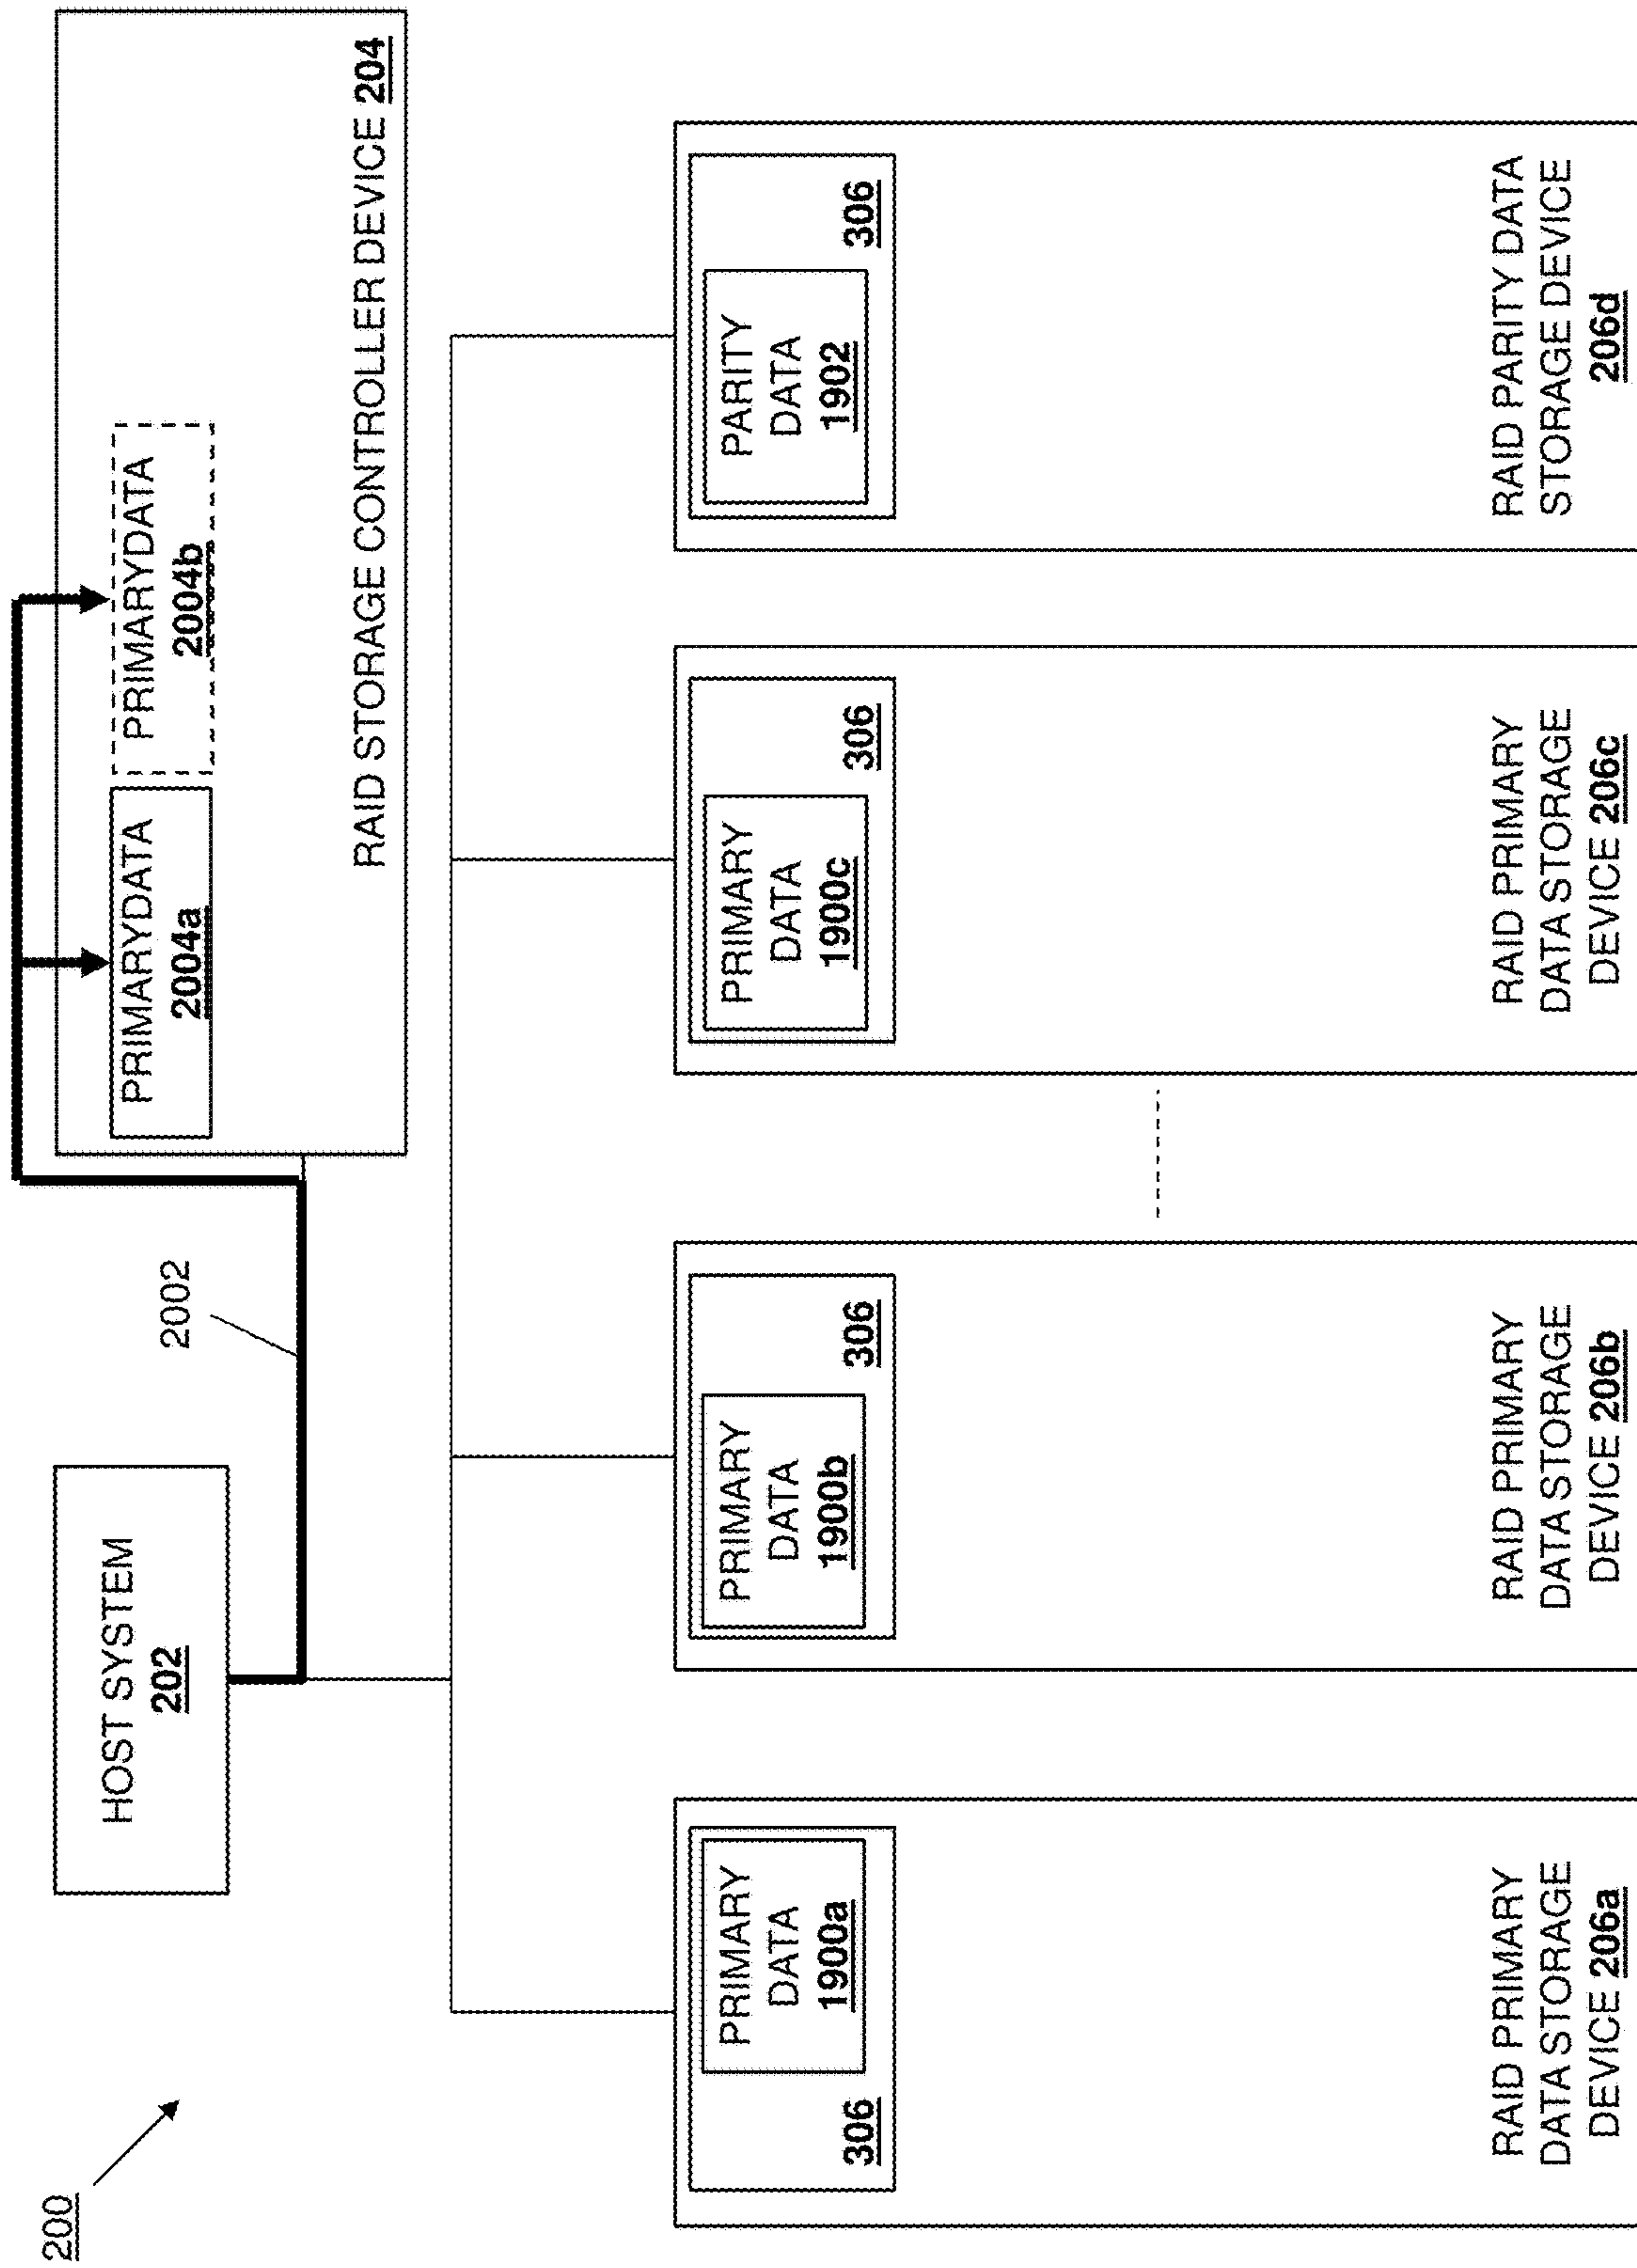 200
HOST SYSTEM
202
2002
PRIMARYDATA
2004a
PRIMARYDATA
2004b
RAID STORAGE CONTROLLER DEVICE 204
PRIMARY
DATA
1900a
306
RAID PRIMARY
DATA STORAGE
DEVICE 206a
PRIMARY
DATA
1900b
306
RAID PRIMARY
DATA STORAGE
DEVICE 206b
PRIMARY
DATA
1900c
306
RAID PRIMARY
DATA STORAGE
DEVICE 206c
PARITY
DATA
1902
306
RAID PARITY DATA
STORAGE DEVICE
206d